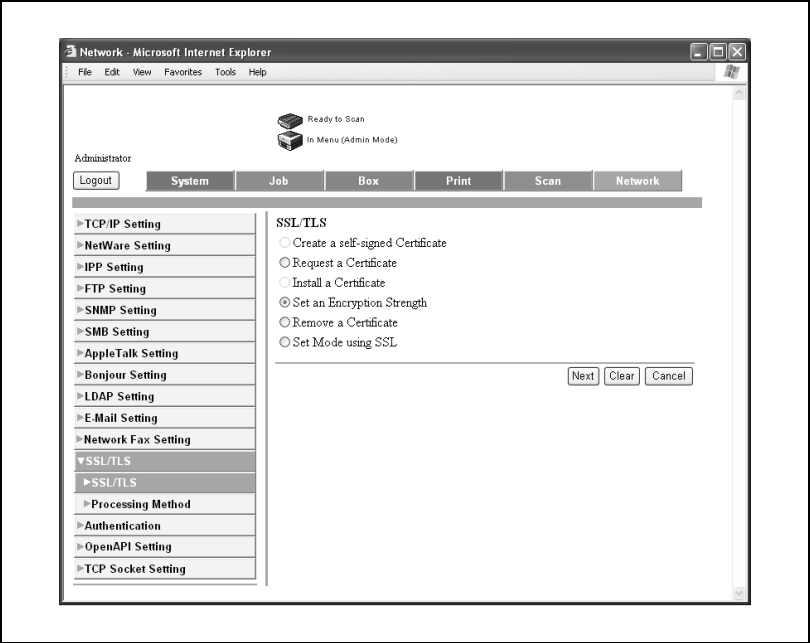 Network - Microsoft Internet Explorer
File Edit View Favorites Tools Help
Ready to Scan
In Menu (Admin Mode)
Administrator
Logout System Job Box Print Scan Network
TCP/IP Setting
NetWare Setting
IPP Setting
FTP Setting
SNMP Setting
SMB Setting
AppleTalk Setting
Bonjour Setting
LDAP Setting
E-Mail Setting
Network Fax Setting
SSL/TLS
SSL/TLS
Processing Method
Authentication
OpenAPI Setting
TCP Socket Setting
SSL/TLS
Create a self-signed Certificate
Request a Certificate
Install a Certificate
Set an Encryption Strength
Remove a Certificate
Set Mode using SSL
Next Clear Cancel